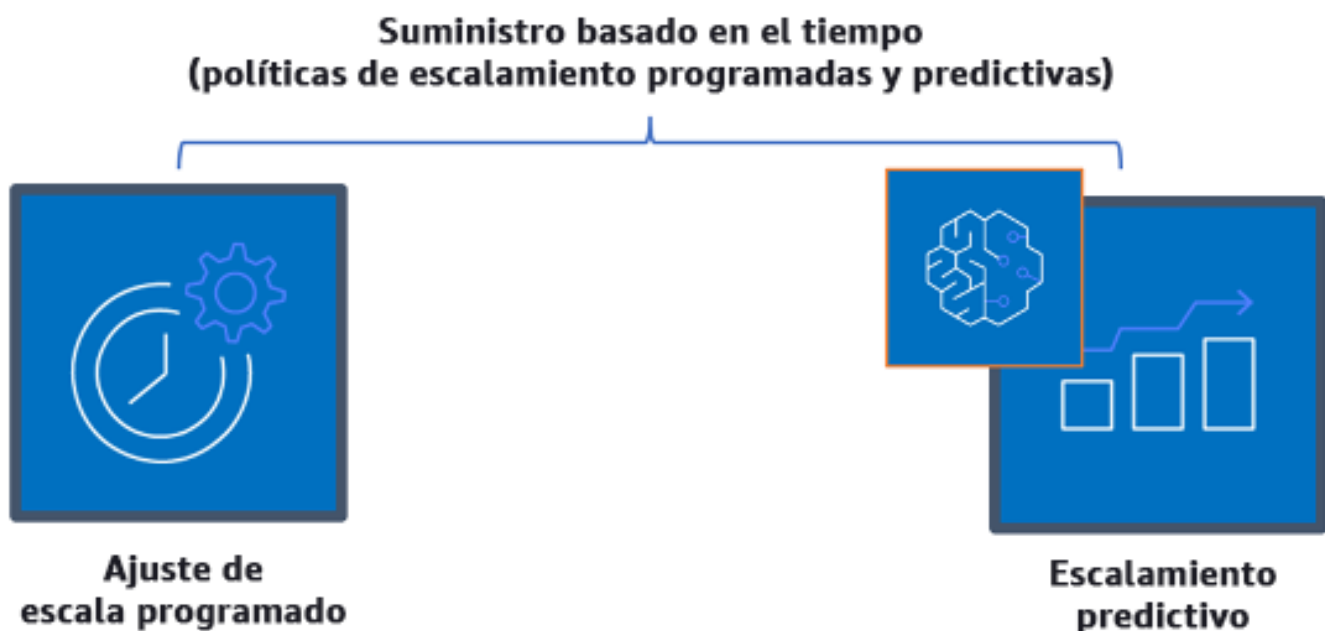 Suministro basado en el tiempo
(políticas de escalamiento programadas y predictivas)
Ajuste de
escala programado
Escalamiento
predictivo